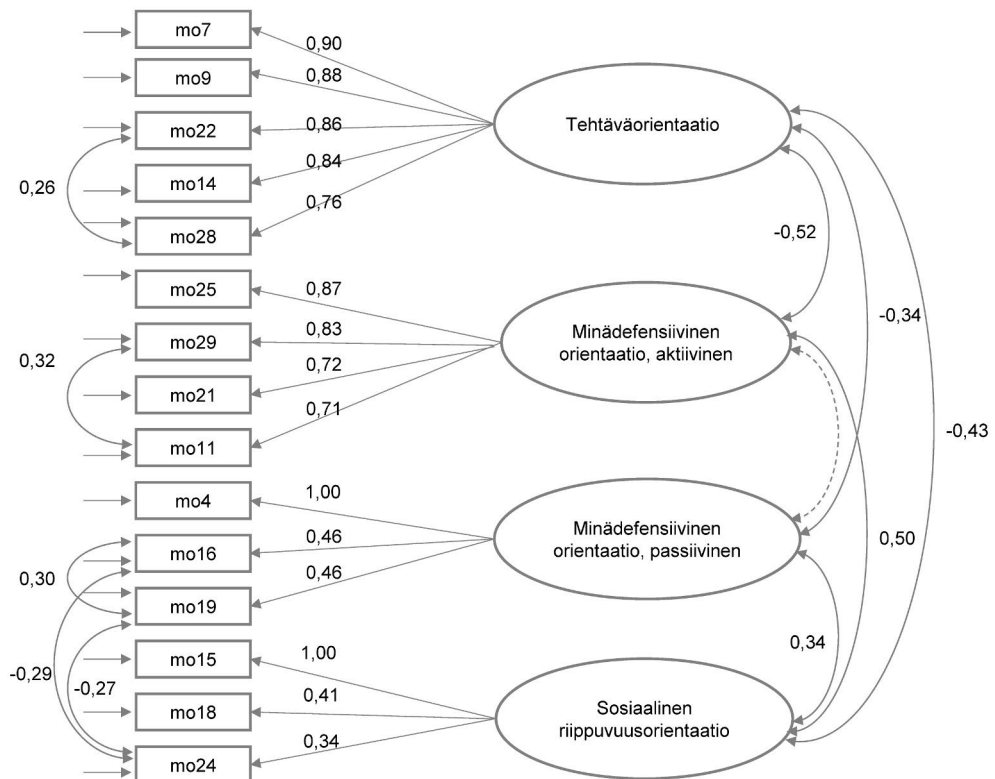 mo7
0,90
mo9
0,88
mo22
0,86
Tehtäväorientaatio
mo14
0,84
0,26
mo28
0,76
-0,52
mo25
0,87
mo29
0,83
Minädefensiivinen
orientaatio, aktiivinen
-0,34
0,32
mo21
0,72
mo11
0,71
-0,43
mo4
1,00
mo16
0,46
Minädefensiivinen
orientaatio, passiivinen
0,50
0,30
mo19
0,46
mo15
1,00
0,34
-0,29
-0,27
mo18
0,41
Sosiaalinen
riippuvuusorientaatio
mo24
0,34